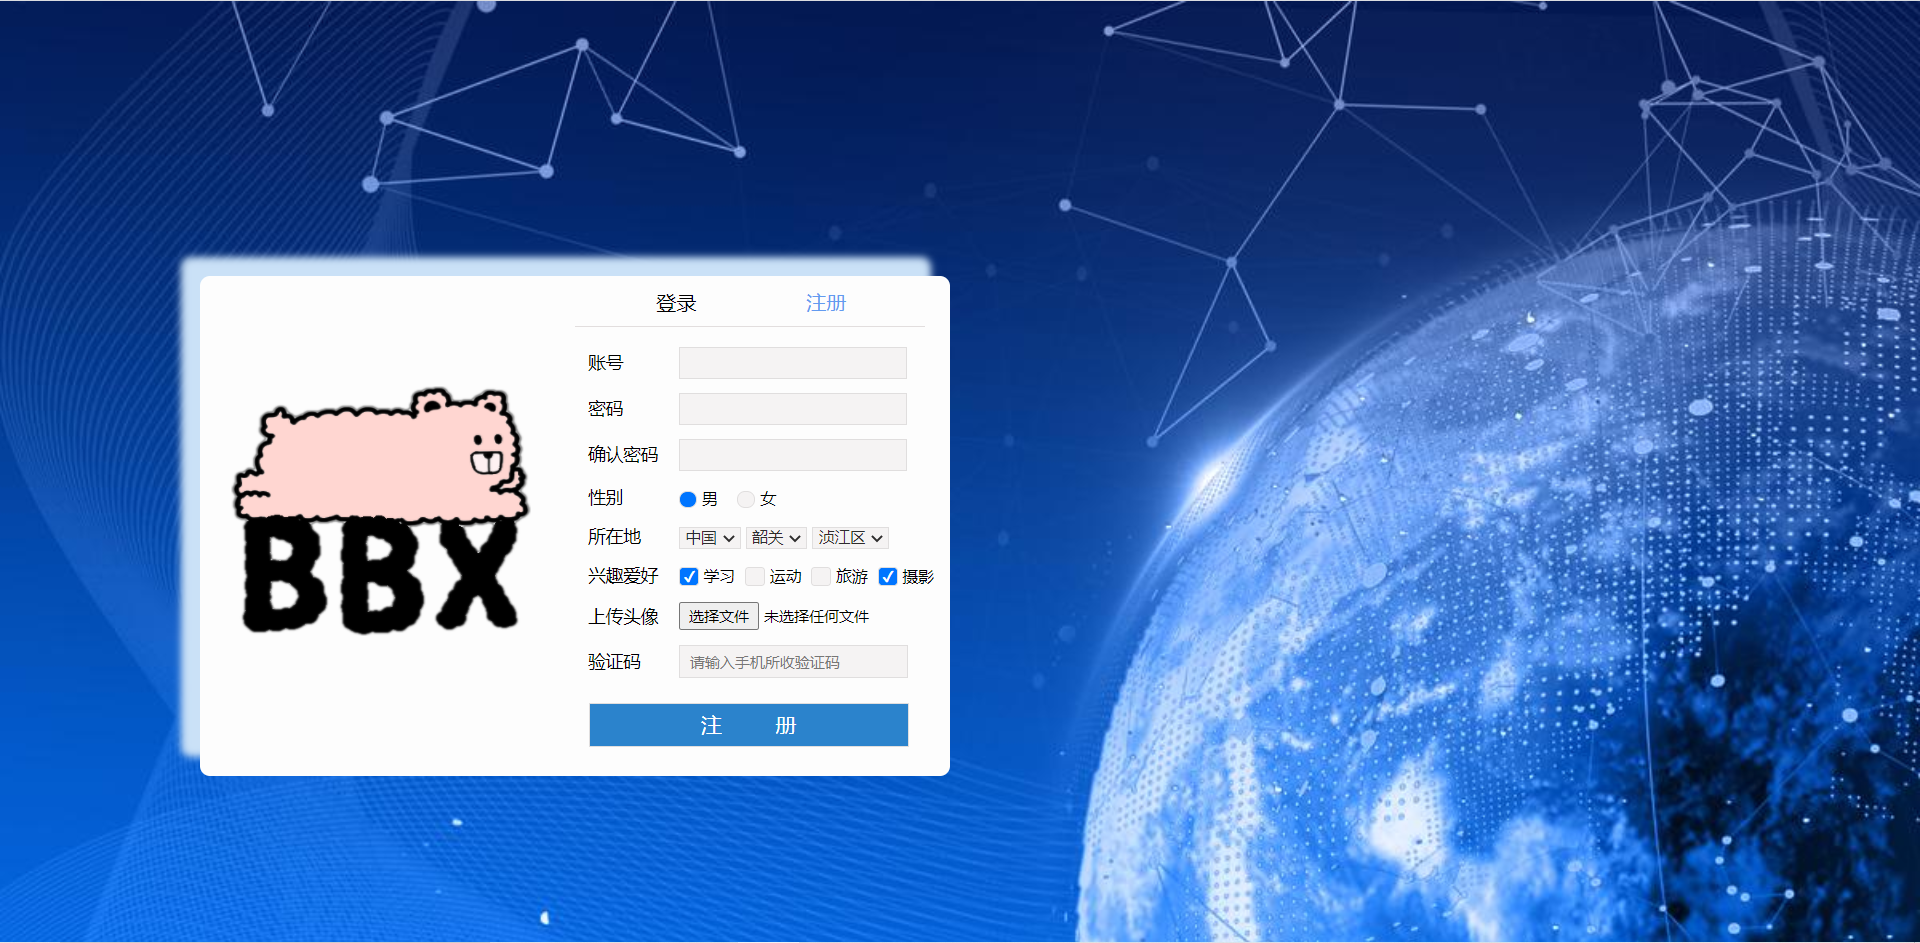 登录 注册
账号
密码
确认密码
性别 男 女
所在地 中国 韶关 浈江区
兴趣爱好 学习 运动 旅游 摄影
上传头像 选择文件 未选择任何文件
验证码 请输入手机所收验证码
注 册
BBX